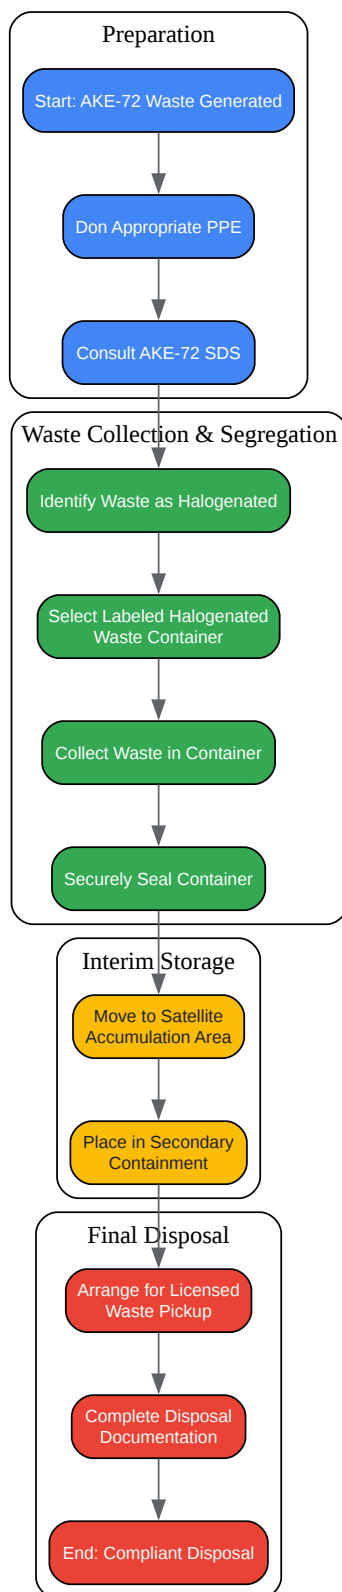 Preparation
Start: AKE-72 Waste Generated
Don Appropriate PPE
Consult AKE-72 SDS
Waste Collection & Segregation
Identify Waste as Halogenated
Select Labeled Halogenated
Waste Container
Collect Waste in Container
Securely Seal Container
Interim Storage
Move to Satellite
Accumulation Area
Place in Secondary
Containment
Final Disposal
Arrange for Licensed
Waste Pickup
Complete Disposal
Documentation
End: Compliant Disposal